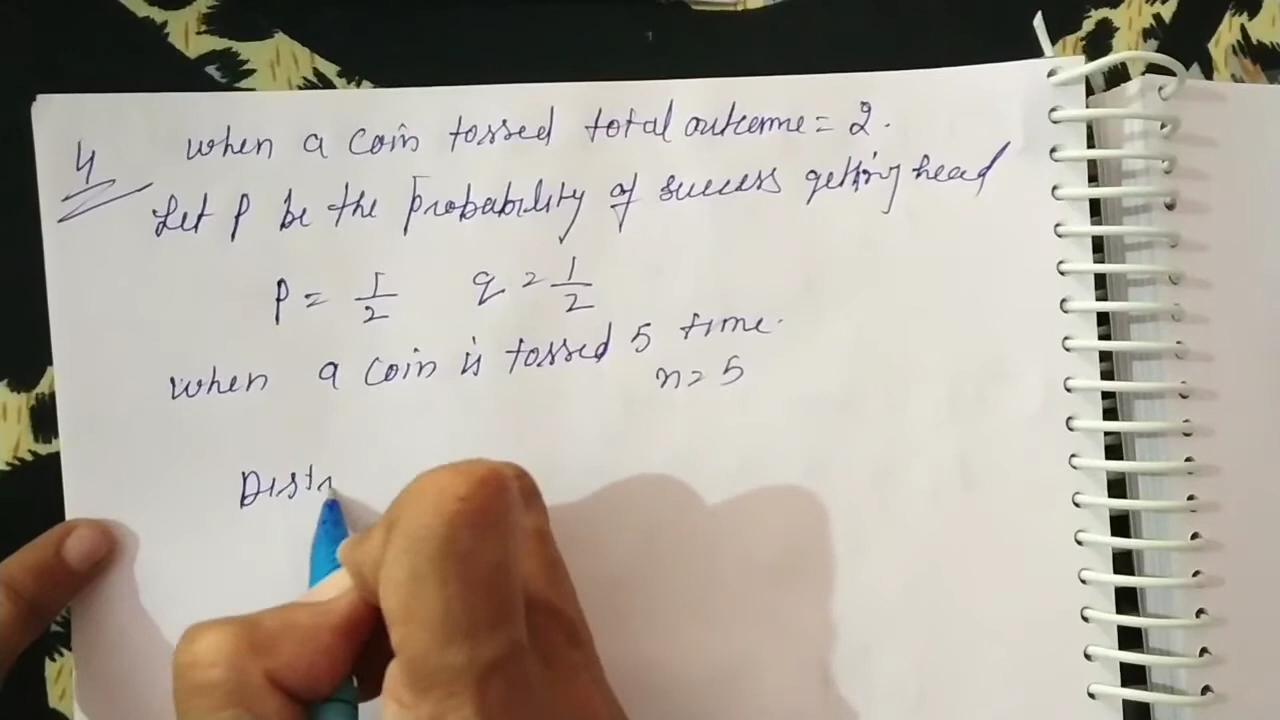 4 when a coin tossed total outcome = 2.
Let P be the Probability of success getting head
P = 1/2 q = 1/2
when a coin is tossed 5 time.
n = 5
Distr